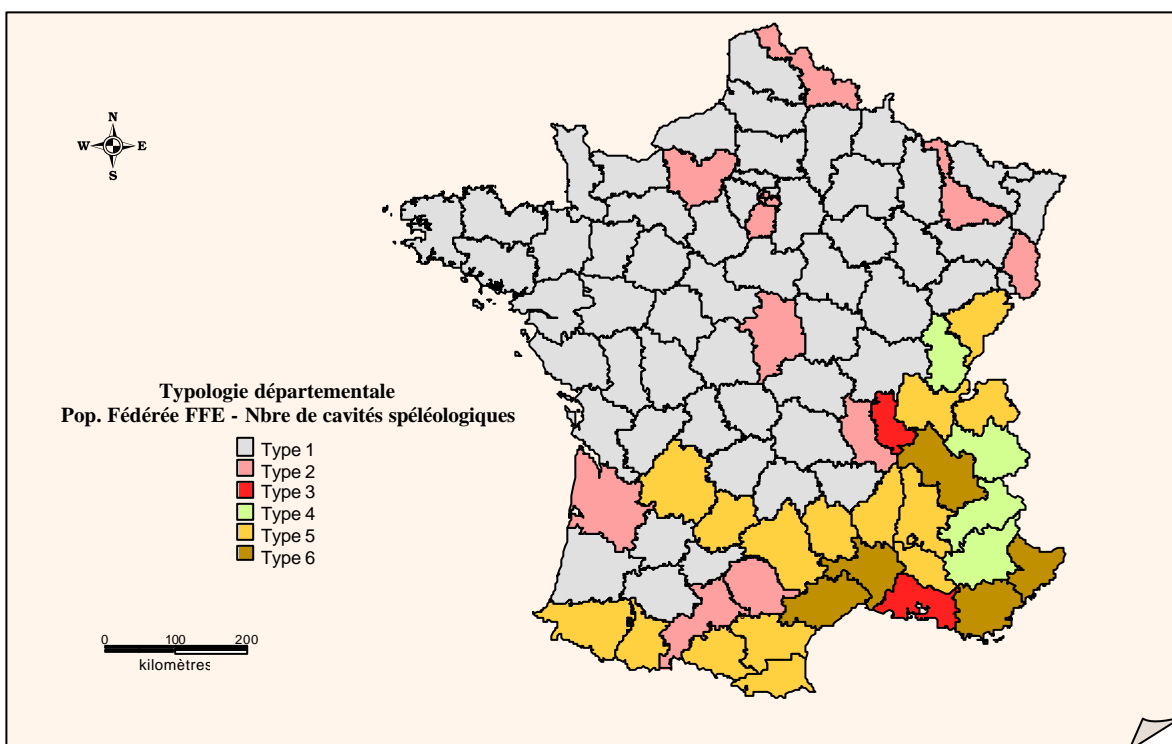 N
W E
S
Typologie départementale
Pop. Fédérée FFE - Nbre de cavités spéléologiques
Type 1
Type 2
Type 3
Type 4
Type 5
Type 6
0 100 200
kilomètres